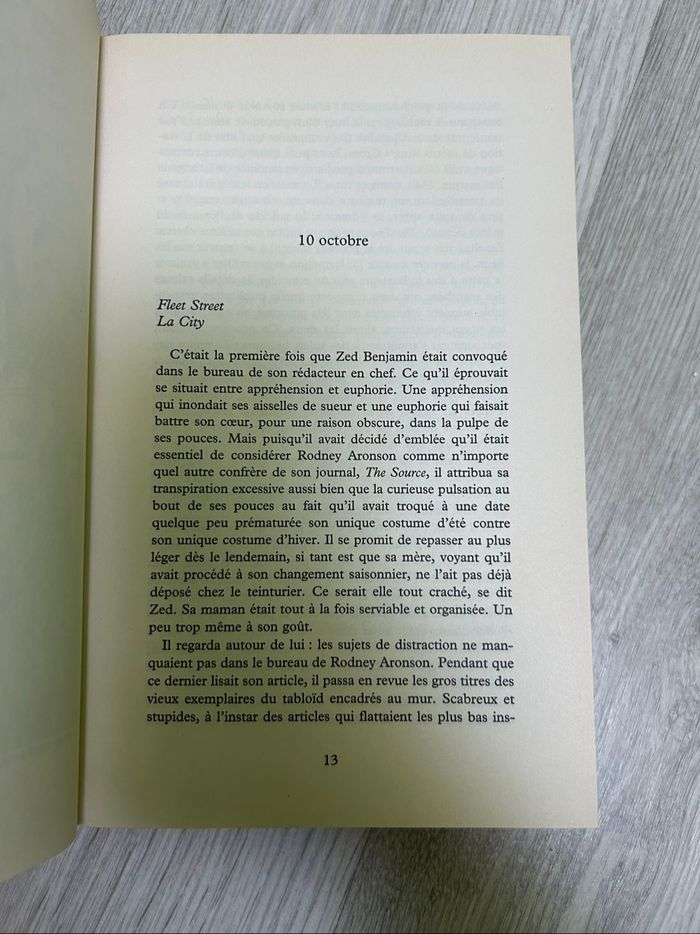 10 octobre
Fleet Street
La City
C'était la première fois que Zed Benjamin était convoqué
dans le bureau de son rédacteur en chef. Ce qu'il éprouvait
se situait entre appréhension et euphorie. Une appréhension
qui inondait ses aisselles de sueur et une euphorie qui faisait
battre son cœur, pour une raison obscure, dans la pulpe de
ses pouces. Mais puisqu'il avait décidé d'emblée qu'il était
essentiel de considérer Rodney Aronson comme n'importe
quel autre confrère de son journal, The Source, il attribua sa
transpiration excessive aussi bien que la curieuse pulsation au
bout de ses pouces au fait qu'il avait troqué à une date
quelque peu prématurée son unique costume d'été contre
son unique costume d'hiver. Il se promit de repasser au plus
léger dès le lendemain, si tant est que sa mère, voyant qu'il
avait procédé à son changement saisonnier, ne l'ait pas déjà
déposé chez le teinturier. Ce serait elle tout craché, se dit
Zed. Sa maman était tout à la fois serviable et organisée. Un
peu trop même à son goût.
Il regarda autour de lui : les sujets de distraction ne man-
quaient pas dans le bureau de Rodney Aronson. Pendant que
ce dernier lisait son article, il passa en revue les gros titres des
vieux exemplaires du tabloïd encadrés au mur. Scabreux et
stupides, à l'instar des articles qui flattaient les plus bas ins-
13